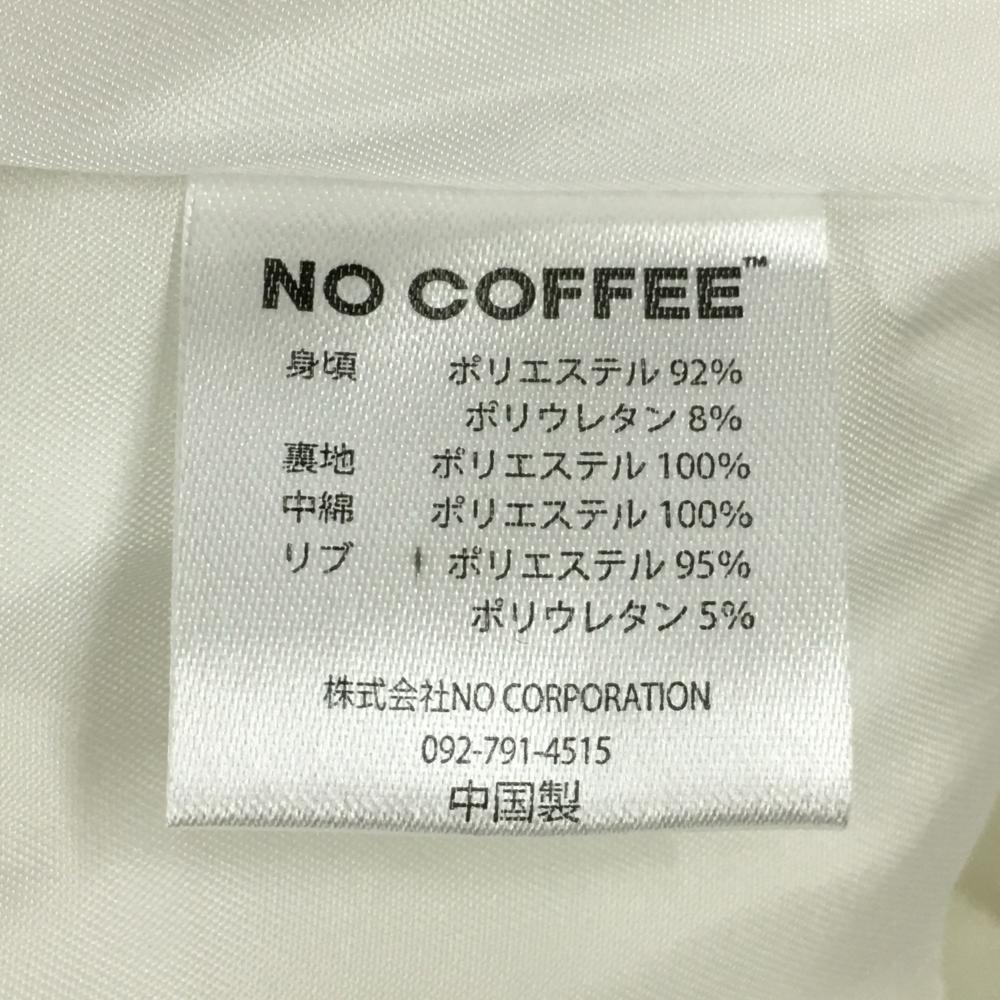 NO COFFEE™
身頃 ポリエステル 92%
ポリウレタン 8%
裏地 ポリエステル 100%
中綿 ポリエステル 100%
リブ ポリエステル 95%
ポリウレタン 5%
株式会社NO CORPORATION
092-791-4515
中国製